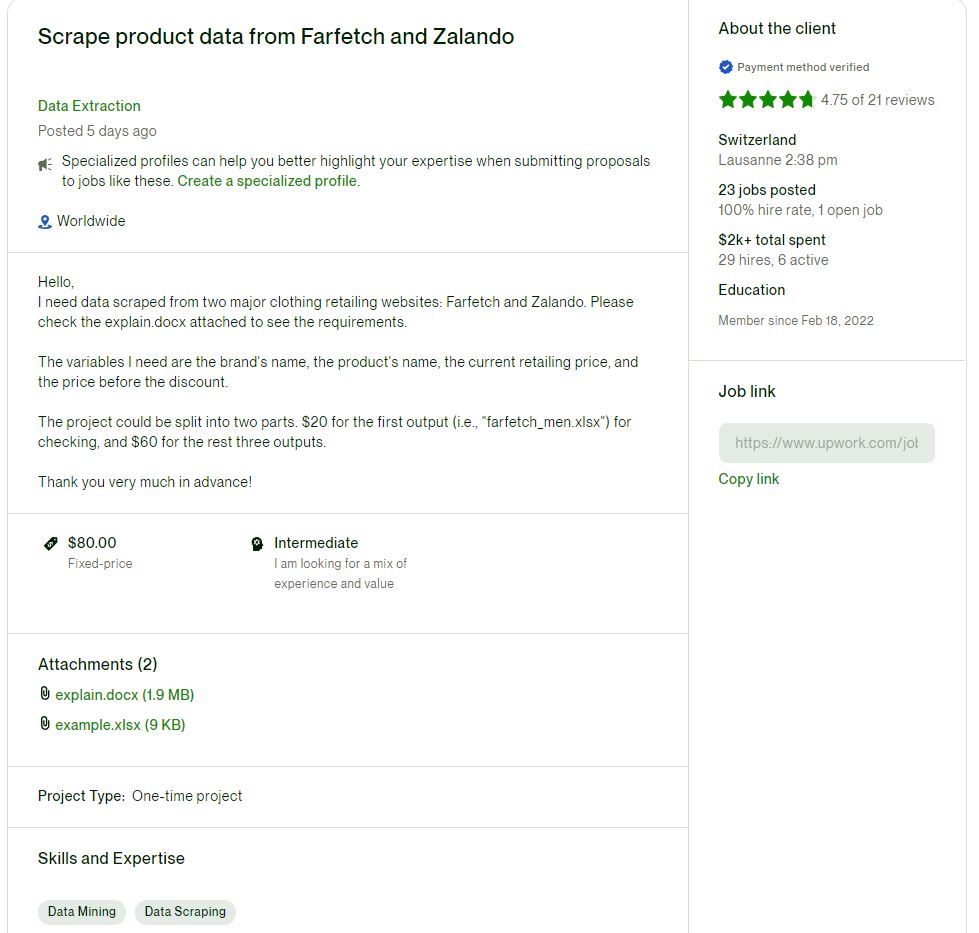 Scrape product data from Farfetch and Zalando
Data Extraction
Posted 5 days ago
Specialized profiles can help you better highlight your expertise when submitting proposals
to jobs like these. Create a specialized profile.
Worldwide
Hello,
I need data scraped from two major clothing retailing websites: Farfetch and Zalando. Please
check the explain.docx attached to see the requirements.
The variables I need are the brand's name, the product's name, the current retailing price, and
the price before the discount.
The project could be split into two parts. $20 for the first output (i.e., "farfetch_men.xlsx") for
checking, and $60 for the rest three outputs.
Thank you very much in advance!
$80.00
Fixed-price
Intermediate
I am looking for a mix of
experience and value
Attachments (2)
explain.docx (1.9 MB)
example.xlsx (9 KB)
Project Type: One-time project
Skills and Expertise
Data Mining
Data Scraping
About the client
Payment method verified
4.75 of 21 reviews
Switzerland
Lausanne 2:38 pm
23 jobs posted
100% hire rate, 1 open job
$2k+ total spent
29 hires, 6 active
Education
Member since Feb 18, 2022
Job link
https://www.upwork.com/job
Copy link